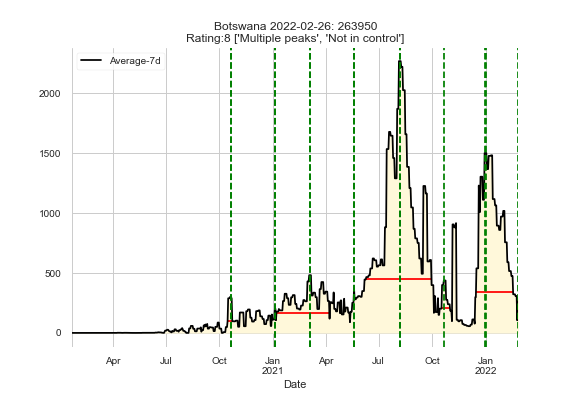 Botswana 2022-02-26: 263950
Rating:8 ['Multiple peaks', 'Not in control']
Average-7d
2000
1500
1000
500
0
Apr Jul Oct Jan Apr Jul Oct Jan
2021 2022
Date